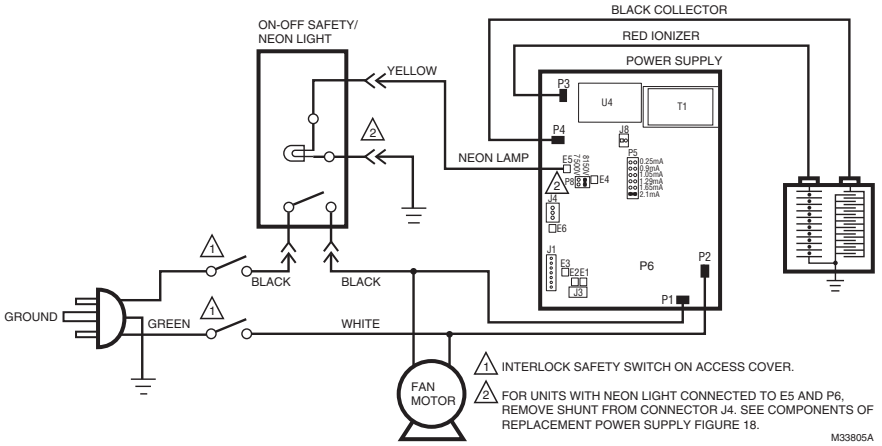 BLACK COLLECTOR
ON-OFF SAFETY/
NEON LIGHT
RED IONIZER
POWER SUPPLY
YELLOW
P3
U4
T1
2
P4
J8
NEON LAMP
E5
7500V
8150V
P5
0.25mA
0.9mA
1.05mA
1.29mA
1.65mA
2.1mA
2
P8
E4
J4
E6
1
J1
E3
E2E1
J3
P6
P2
P1
BLACK
BLACK
GROUND
GREEN
1
WHITE
FAN
MOTOR
1 INTERLOCK SAFETY SWITCH ON ACCESS COVER.
2 FOR UNITS WITH NEON LIGHT CONNECTED TO E5 AND P6,
REMOVE SHUNT FROM CONNECTOR J4. SEE COMPONENTS OF
REPLACEMENT POWER SUPPLY FIGURE 18.
M33805A